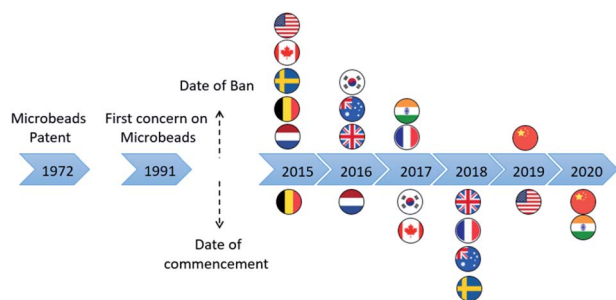 Date of Ban
Microbeads
Patent
First concern on
Microbeads
1972
1991
2015
2016
2017
2018
2019
2020
Date of
commencement